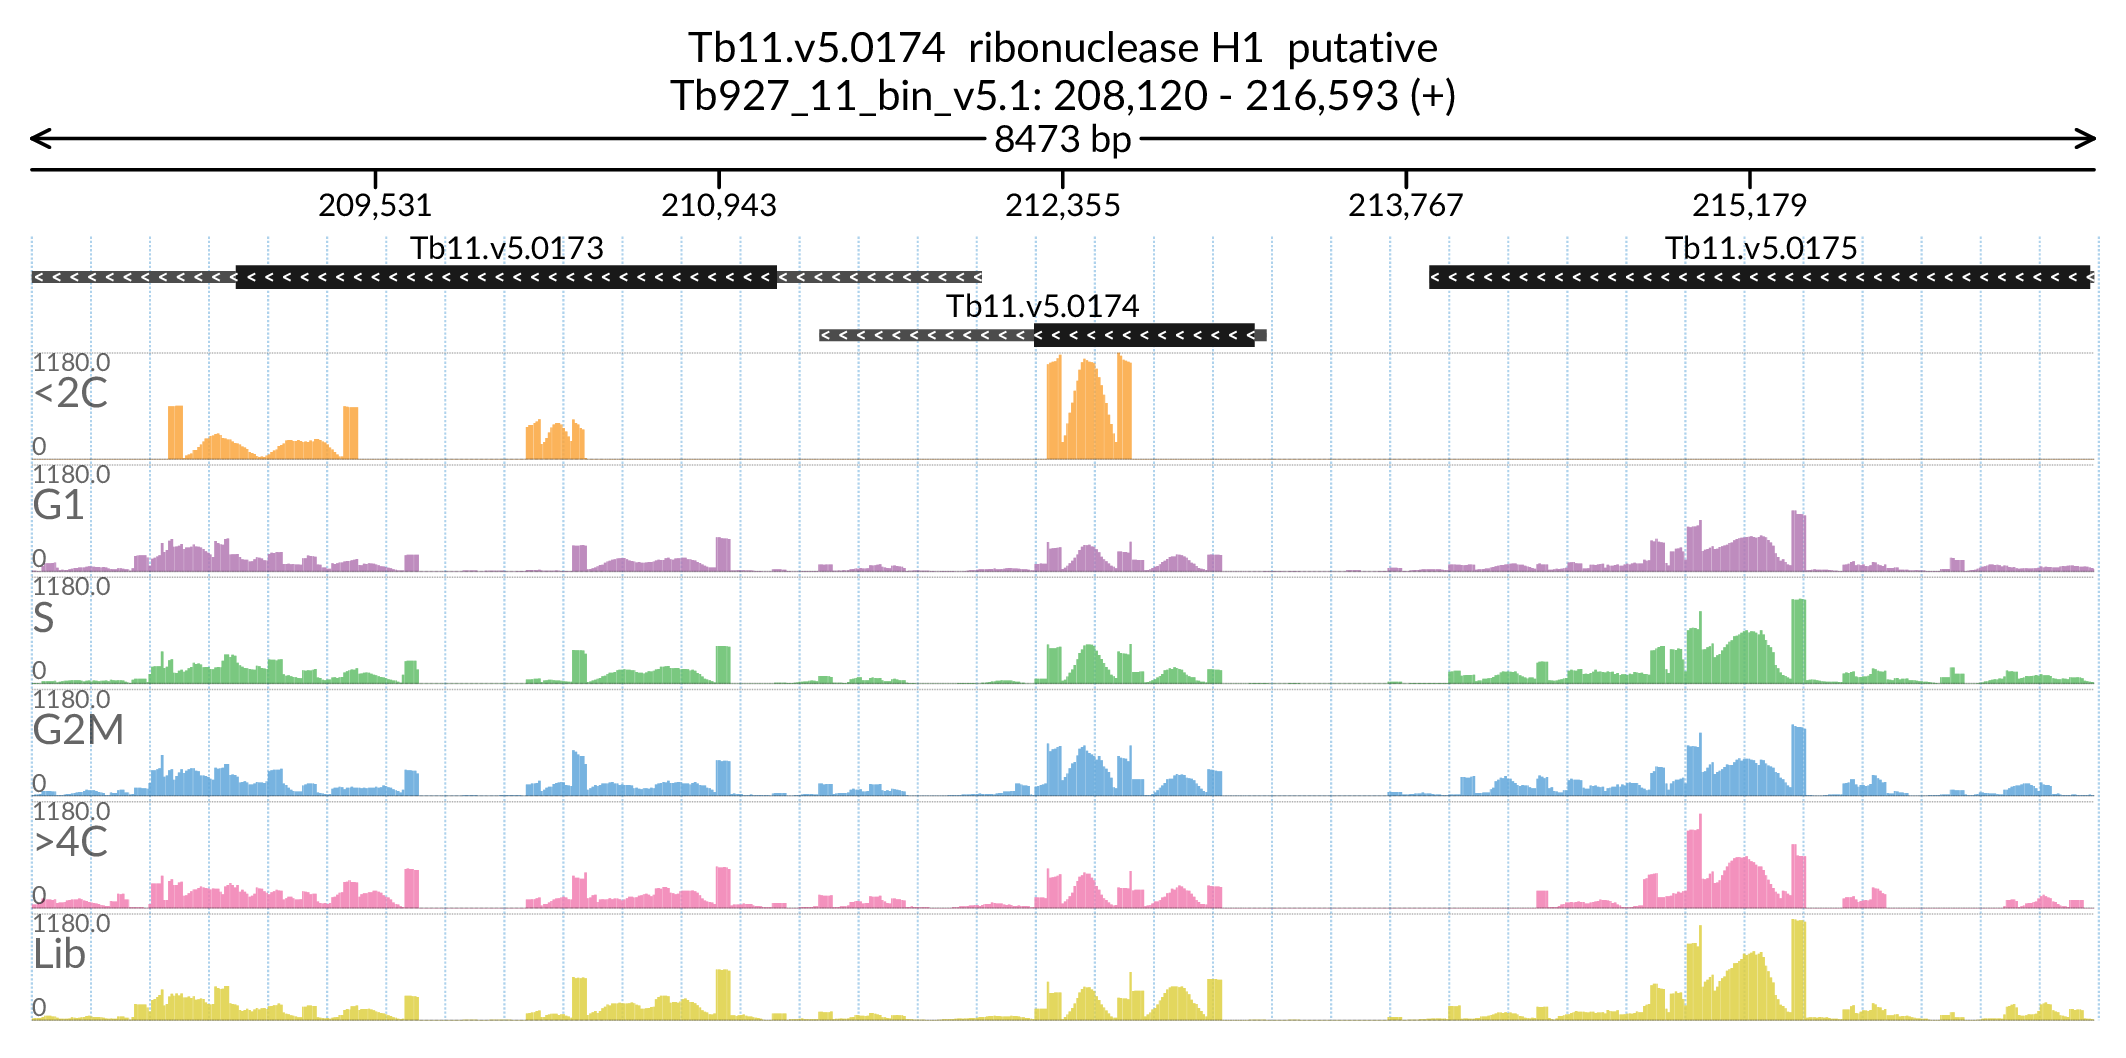 Tb11.v5.0174 ribonuclease H1 putative
Tb927_11_bin_v5.1: 208,120 - 216,593 (+)
8473 bp
209,531 210,943 212,355 213,767 215,179
Tb11.v5.0173 Tb11.v5.0175
Tb11.v5.0174
1180.0
<2C
0
1180.0
G1
0
1180.0
S
0
1180.0
G2M
0
1180.0
>4C
0
1180.0
Lib
0